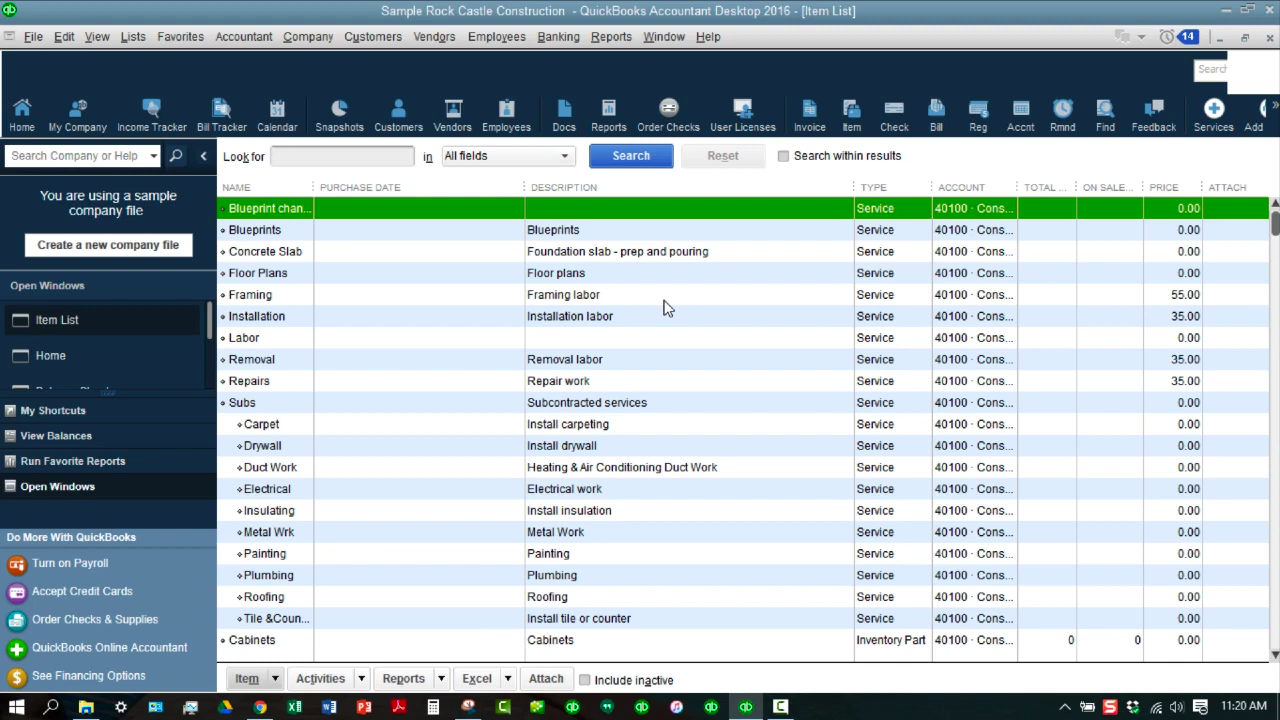 Sample Rock Castle Construction - QuickBooks Accountant Desktop 2016 - [Item List]
File Edit View Lists Favorites Accountant Company Customers Vendors Employees Banking Reports Window Help 14
Search
Home My Company Income Tracker Bill Tracker Calendar Snapshots Customers Vendors Employees Docs Reports Order Checks User Licenses Invoice Item Check Bill Reg Accnt Rmnd Find Feedback Services Add
Search Company or Help
Look for in All fields Search Reset Search within results
You are using a sample
company file
Create a new company file
Open Windows
Item List
Home
My Shortcuts
View Balances
Run Favorite Reports
Open Windows
Do More With QuickBooks
Turn on Payroll
Accept Credit Cards
Order Checks & Supplies
QuickBooks Online Accountant
See Financing Options
NAME PURCHASE DATE DESCRIPTION TYPE ACCOUNT TOTAL ... ON SALE... PRICE ATTACH
Blueprint chan... Service 40100 · Cons... 0.00
Blueprints Blueprints Service 40100 · Cons... 0.00
Concrete Slab Foundation slab - prep and pouring Service 40100 · Cons... 0.00
Floor Plans Floor plans Service 40100 · Cons... 0.00
Framing Framing labor Service 40100 · Cons... 55.00
Installation Installation labor Service 40100 · Cons... 35.00
Labor Service 40100 · Cons... 0.00
Removal Removal labor Service 40100 · Cons... 35.00
Repairs Repair work Service 40100 · Cons... 35.00
Subs Subcontracted services Service 40100 · Cons... 0.00
Carpet Install carpeting Service 40100 · Cons... 0.00
Drywall Install drywall Service 40100 · Cons... 0.00
Duct Work Heating & Air Conditioning Duct Work Service 40100 · Cons... 0.00
Electrical Electrical work Service 40100 · Cons... 0.00
Insulating Install insulation Service 40100 · Cons... 0.00
Metal Wrk Metal Work Service 40100 · Cons... 0.00
Painting Painting Service 40100 · Cons... 0.00
Plumbing Plumbing Service 40100 · Cons... 0.00
Roofing Roofing Service 40100 · Cons... 0.00
Tile &Coun... Install tile or counter Service 40100 · Cons... 0.00
Cabinets Cabinets Inventory Part 40100 · Cons... 0 0 0.00
Item Activities Reports Excel Attach Include inactive
11:20 AM